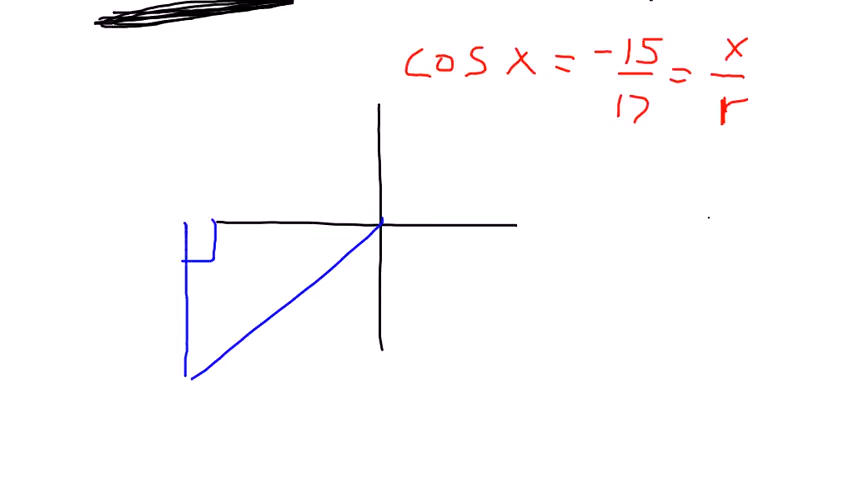 cos x = -15/17 = x/r